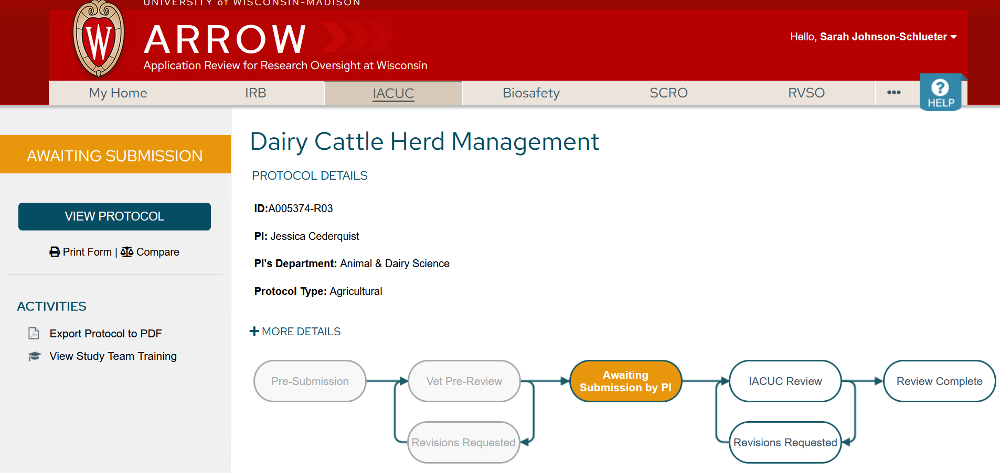 UNIVERSITY of WISCONSIN-MADISON
W
ARROW
Application Review for Research Oversight at Wisconsin
Hello, Sarah Johnson-Schlueter
My Home IRB IACUC Biosafety SCRO RVSO •••
? HELP
AWAITING SUBMISSION
VIEW PROTOCOL
Print Form | Compare
ACTIVITIES
Export Protocol to PDF
View Study Team Training
Dairy Cattle Herd Management
PROTOCOL DETAILS
ID:A005374-R03
PI: Jessica Cederquist
PI's Department: Animal & Dairy Science
Protocol Type: Agricultural
+MORE DETAILS
Pre-Submission
Vet Pre-Review
Revisions Requested
Awaiting
Submission by PI
IACUC Review
Revisions Requested
Review Complete